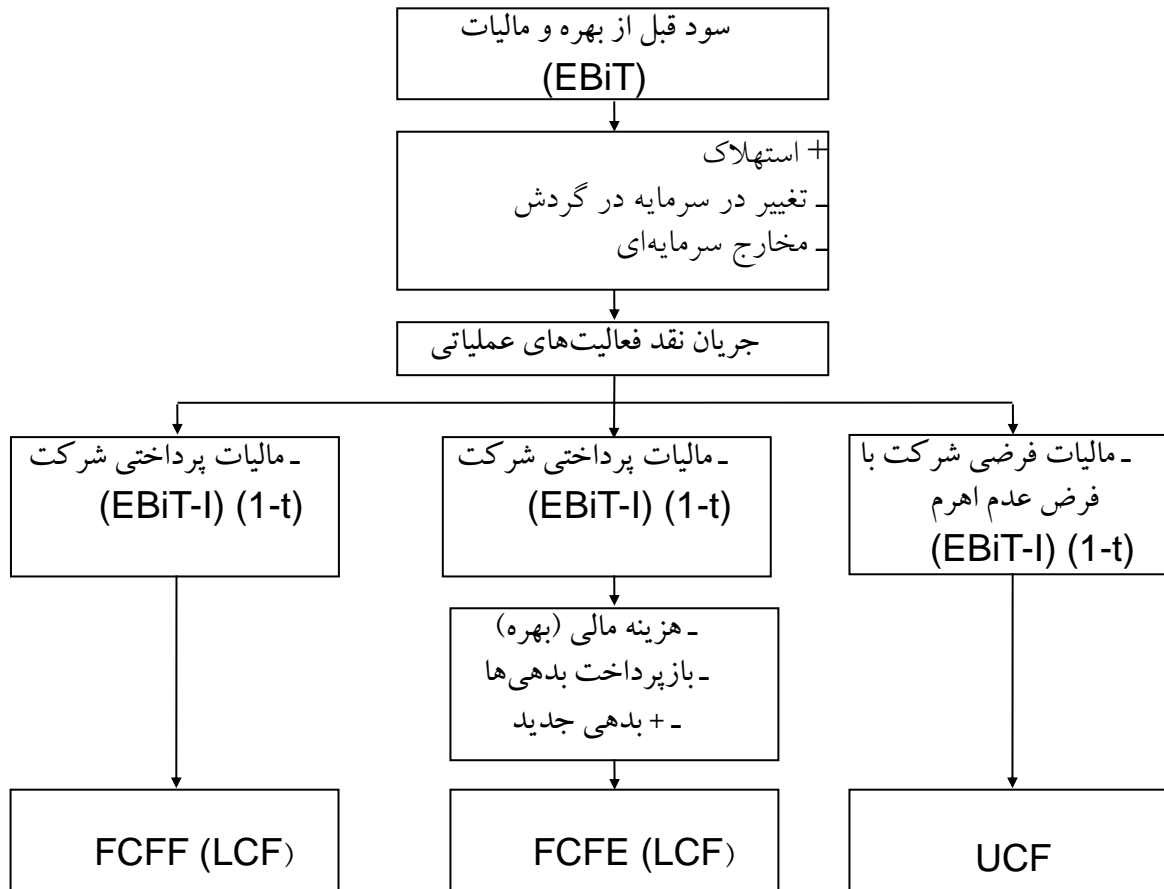 سود قبل از بهره و مالیات
(EBiT)
+ استهلاک
ـ تغییر در سرمایه در گردش
ـ مخارج سرمایه‌ای
جریان نقد فعالیت‌های عملیاتی
ـ مالیات فرضی شرکت با
فرض عدم اهرم
(EBiT-I) (1-t)
ـ مالیات پرداختی شرکت
(EBiT-I) (1-t)
ـ مالیات پرداختی شرکت
(EBiT-I) (1-t)
ـ هزینه مالی (بهره)
ـ بازپرداخت بدهی‌ها
ـ + بدهی جدید
UCF
FCFE (LCF)
FCFF (LCF)